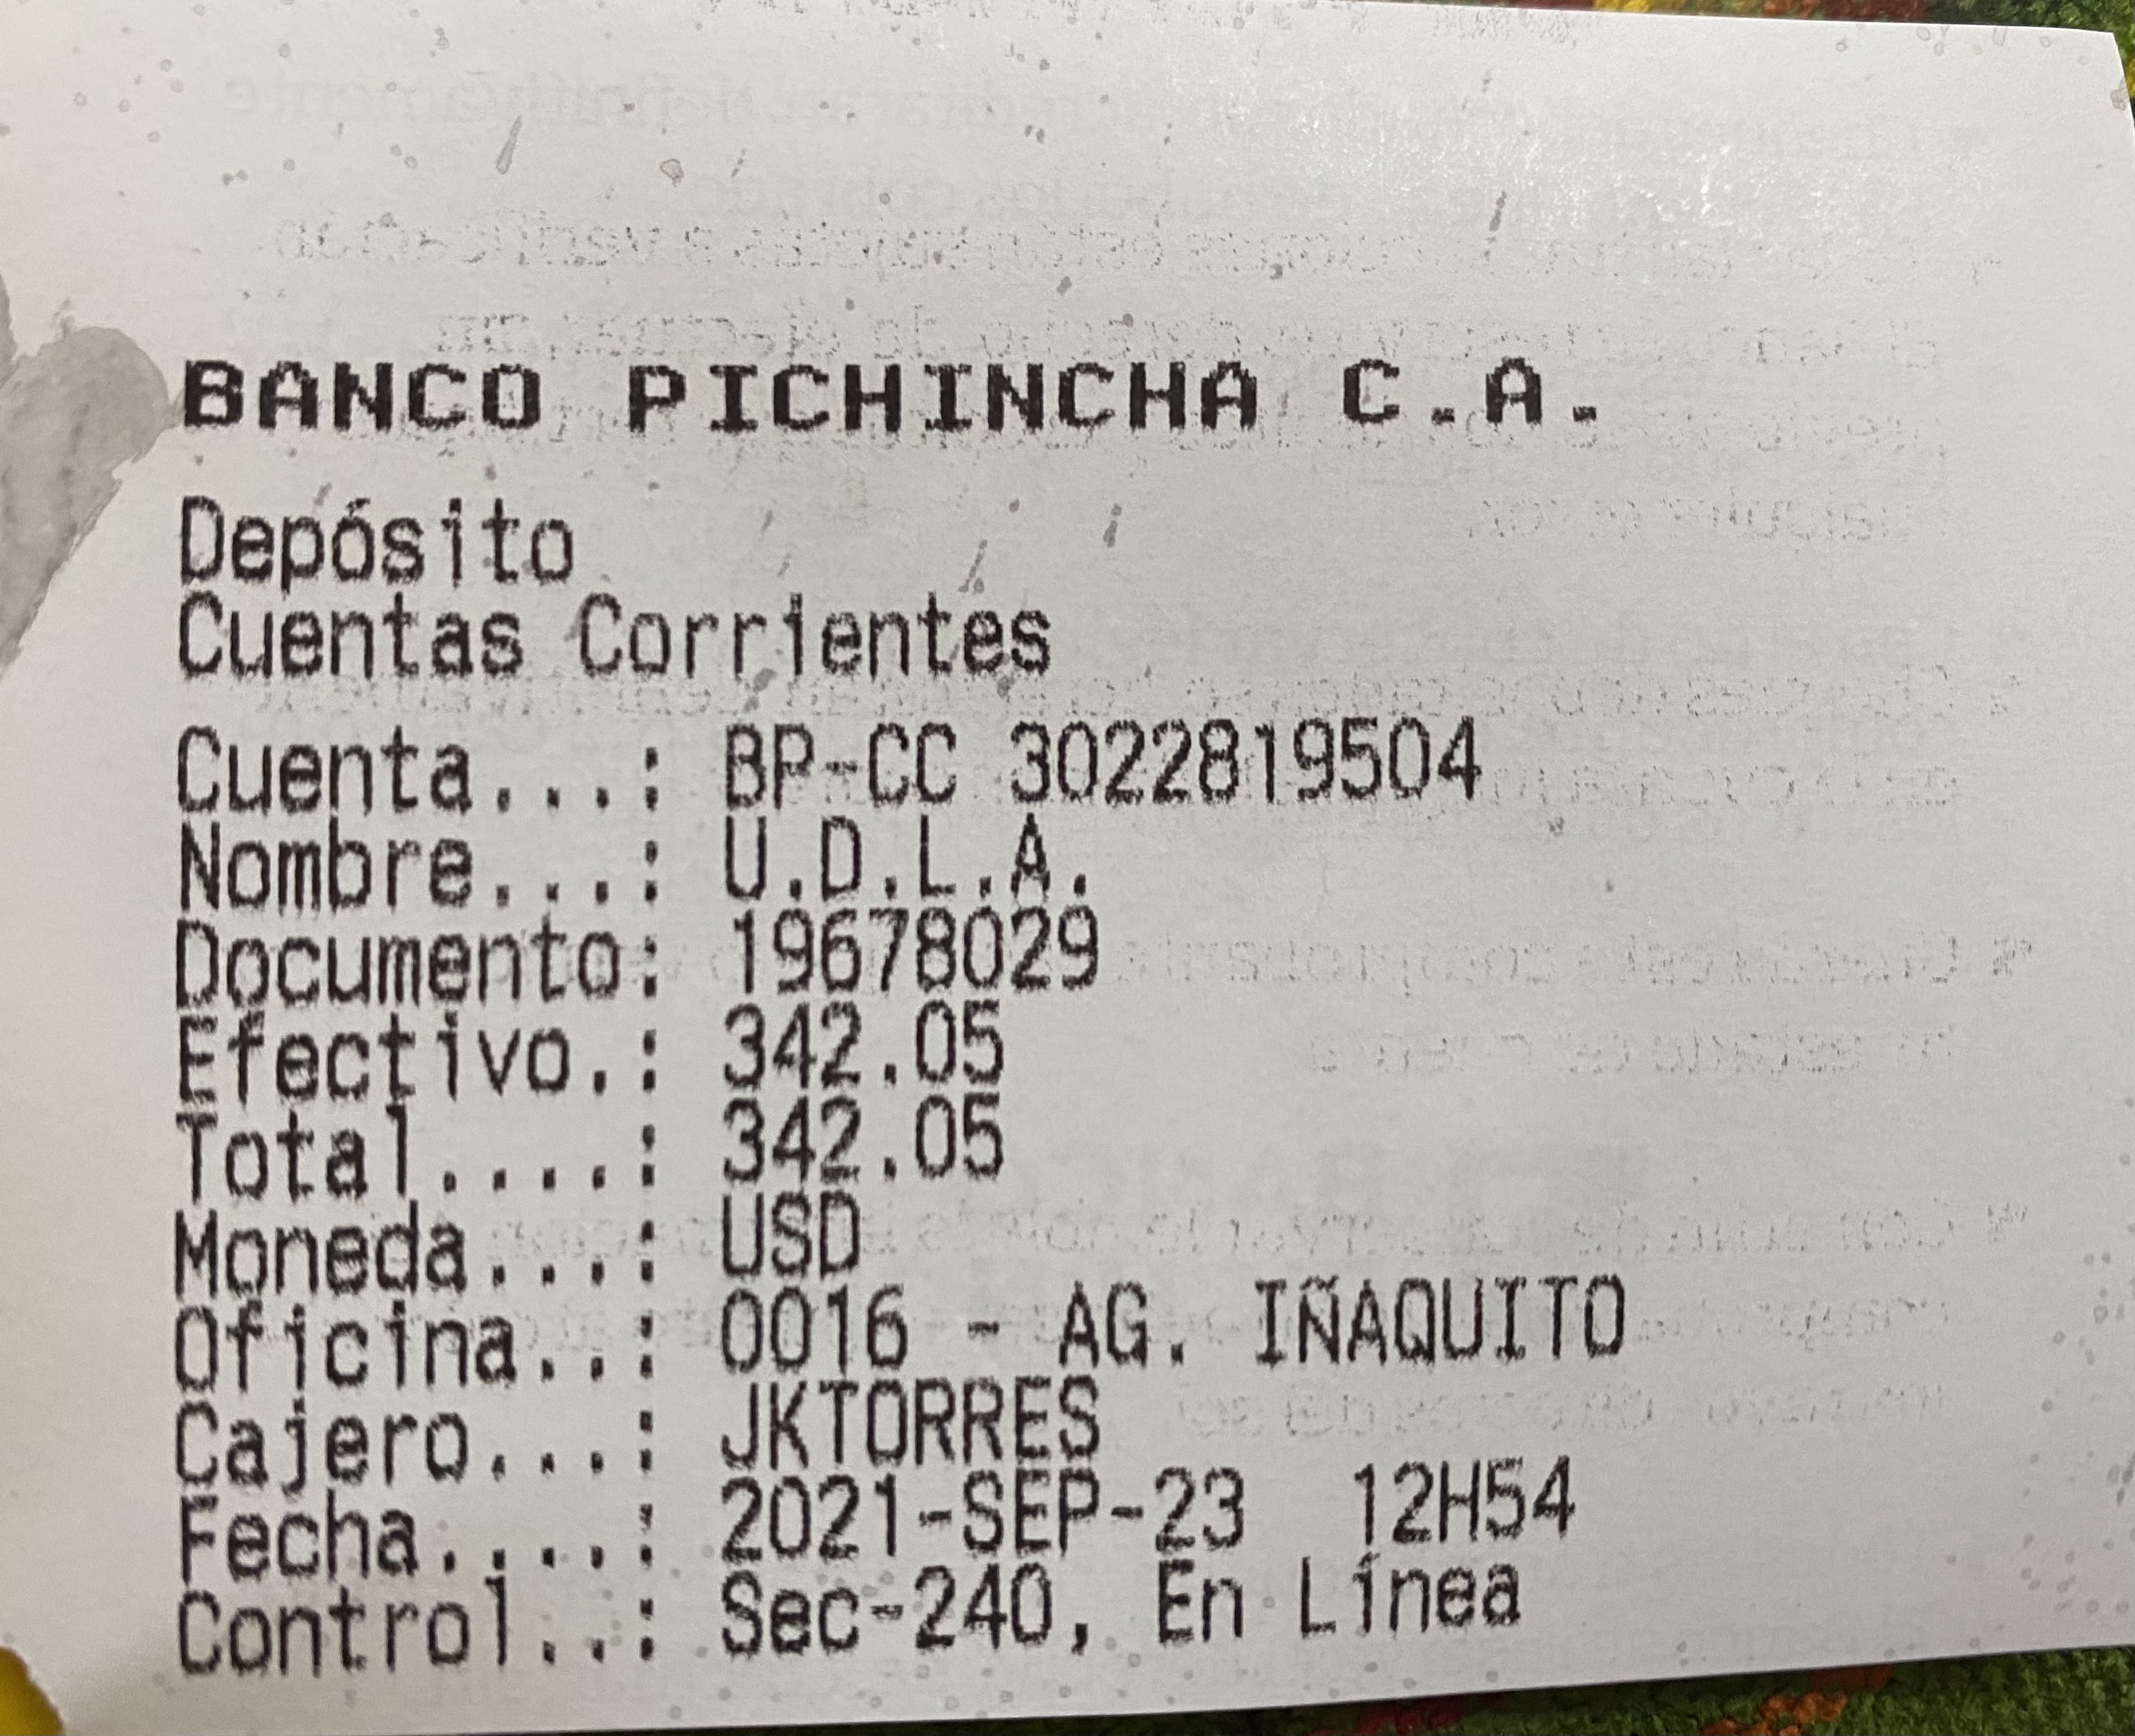 BANCO PICHINCHA C.A.
Depósito
Cuentas Corrientes
Cuenta...: BP-CC 3022819504
Nombre...: U.D.L.A.
Documento: 19678029
Efectivo.: 342.05
Total....: 342.05
Moneda...: USD
Oficina..: 0016 - AG. IÑAQUITO
Cajero...: JKTORRES
Fecha....: 2021-SEP-23 12H54
Control..: Sec-240, En Línea